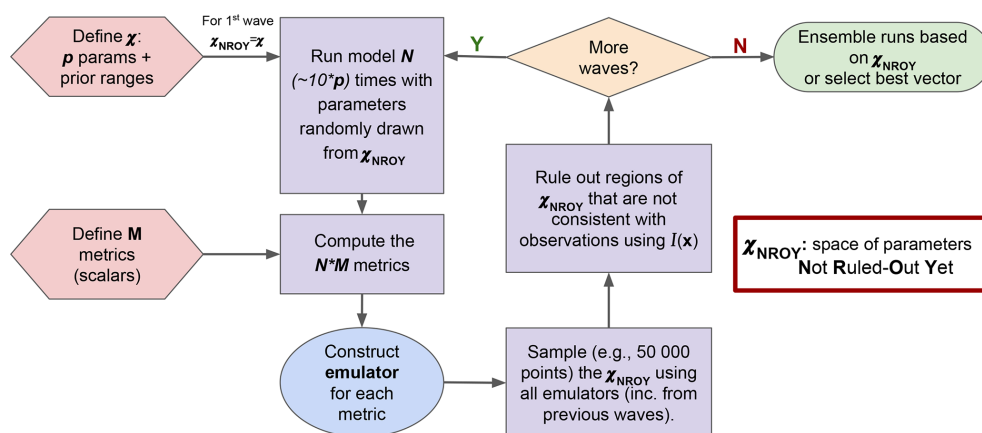 Define 𝝌:
p params +
prior ranges
For 1st wave
𝝌NROY=𝝌
Run model N
(~10*p) times with
parameters
randomly drawn
from 𝝌NROY
Y
More
waves?
N
Ensemble runs based
on 𝝌NROY
or select best vector
Define M
metrics
(scalars)
Compute the
N*M metrics
Rule out regions of
𝝌NROY that are not
consistent with
observations using I(x)
𝝌NROY: space of parameters
Not Ruled-Out Yet
Construct
emulator
for each
metric
Sample (e.g., 50 000
points) the 𝝌NROY using
all emulators (inc. from
previous waves).